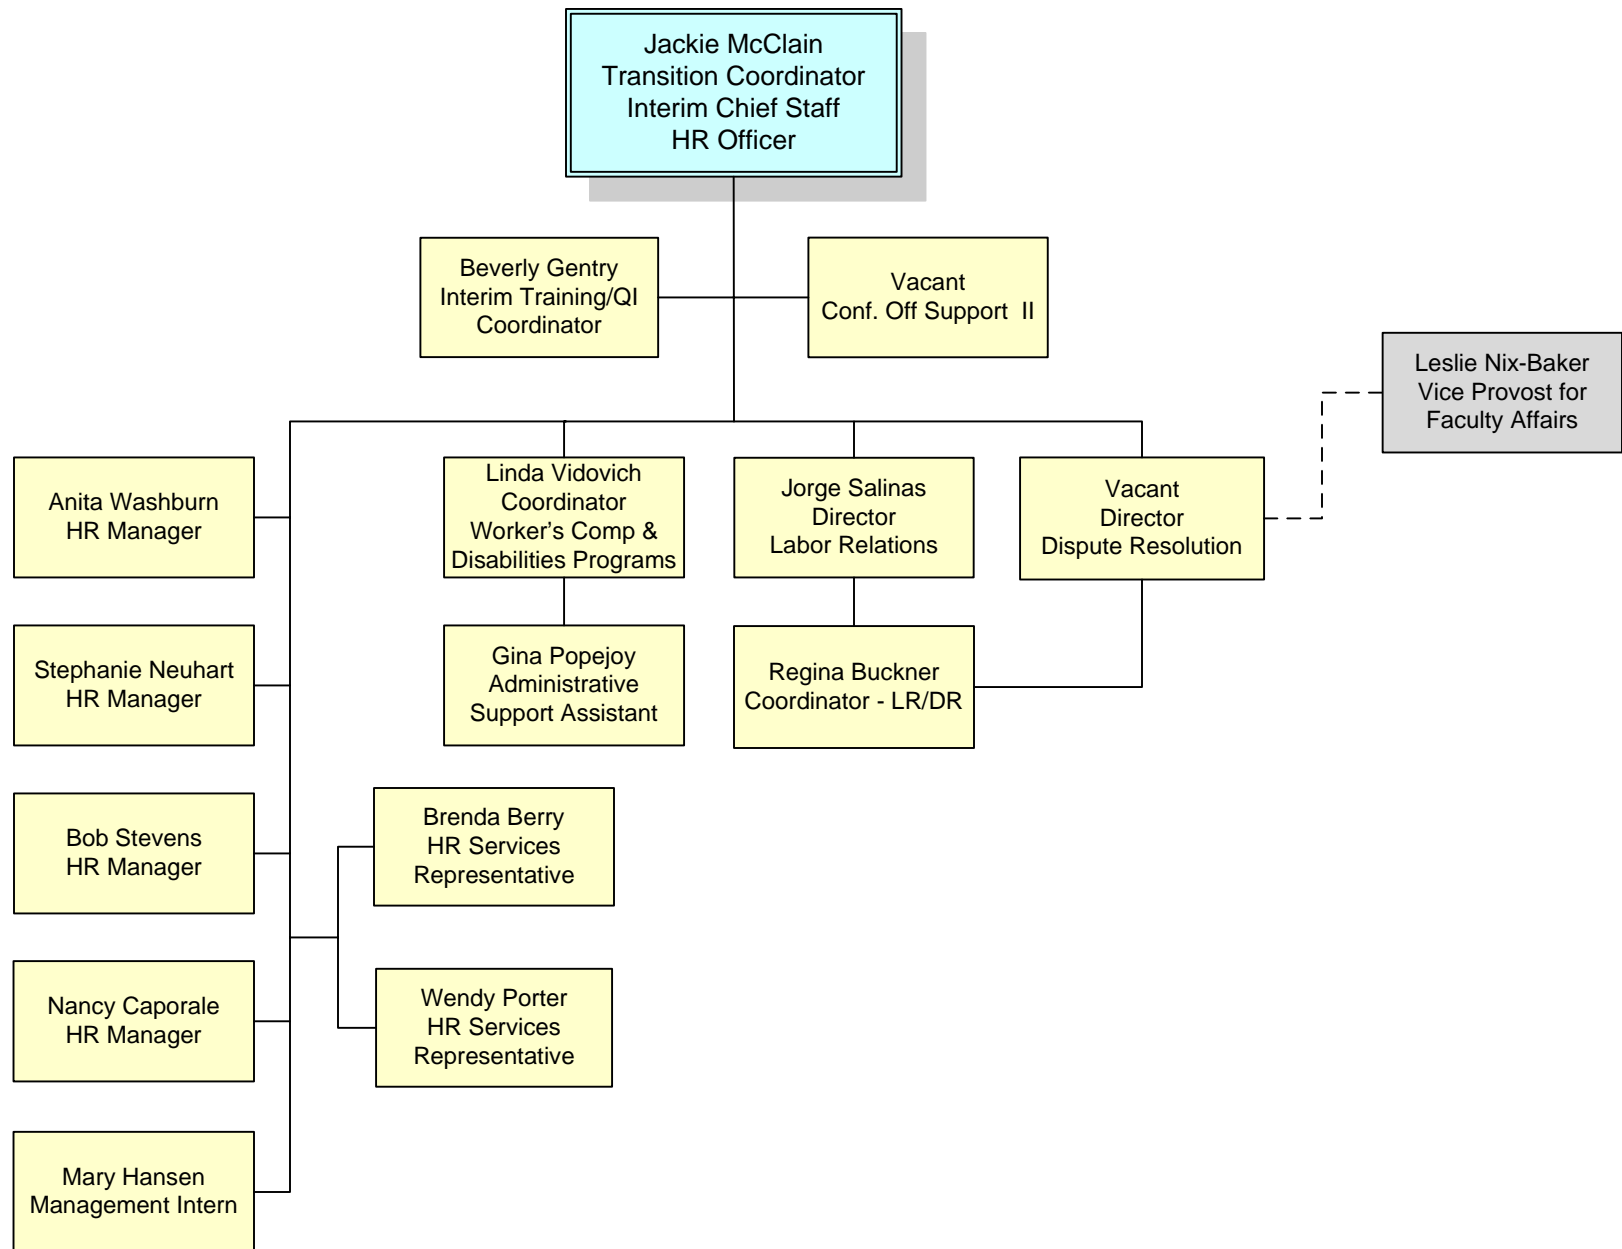 Jackie McClain
Transition Coordinator
Interim Chief Staff
HR Officer
Beverly Gentry
Interim Training/QI
Coordinator
Vacant
Conf. Off Support  II
Leslie Nix-Baker
Vice Provost for
Faculty Affairs
Anita Washburn
HR Manager
Linda Vidovich
Coordinator
Worker’s Comp &
Disabilities Programs
Jorge Salinas
Director
Labor Relations
Vacant
Director
Dispute Resolution
Stephanie Neuhart
HR Manager
Gina Popejoy
Administrative
Support Assistant
Regina Buckner
Coordinator - LR/DR
Bob Stevens
HR Manager
Brenda Berry
HR Services
Representative
Nancy Caporale
HR Manager
Wendy Porter
HR Services
Representative
Mary Hansen
Management Intern